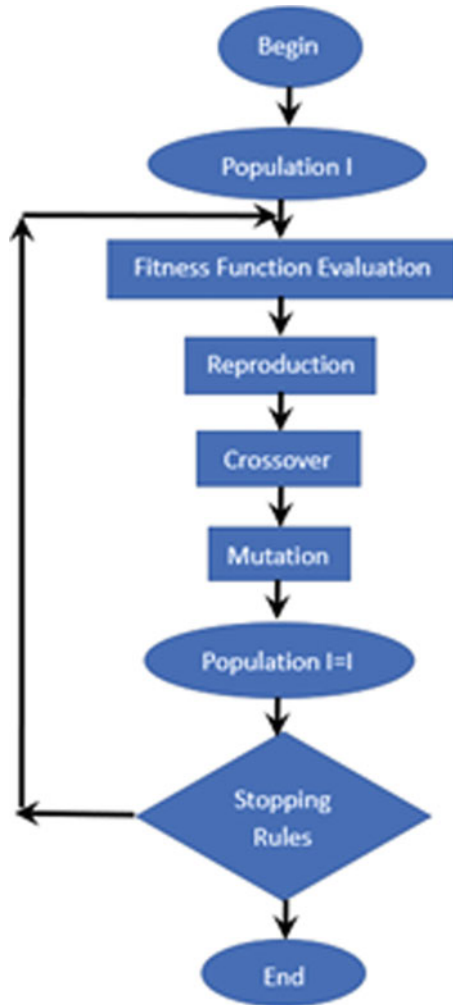 Begin
Population I
Fitness Function Evaluation
Reproduction
Crossover
Mutation
Population I=I
Stopping
Rules
End